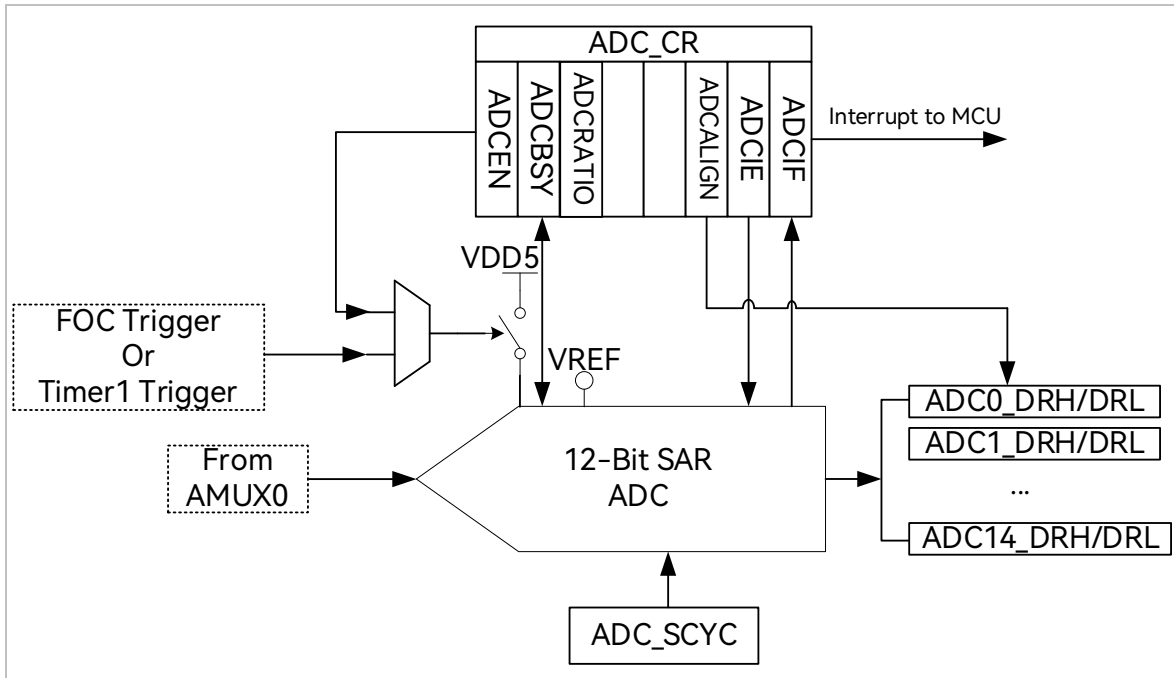 ADC_CR
ADCEN
ADCBSY
ADCRATIO
ADCALIGN
ADCIE
ADCIF
Interrupt to MCU
VDD5
FOC Trigger
Or
Timer1 Trigger
VREF
ADC0_DRH/DRL
ADC1_DRH/DRL
...
ADC14_DRH/DRL
From
AMUX0
12-Bit SAR
ADC
ADC_SCYC